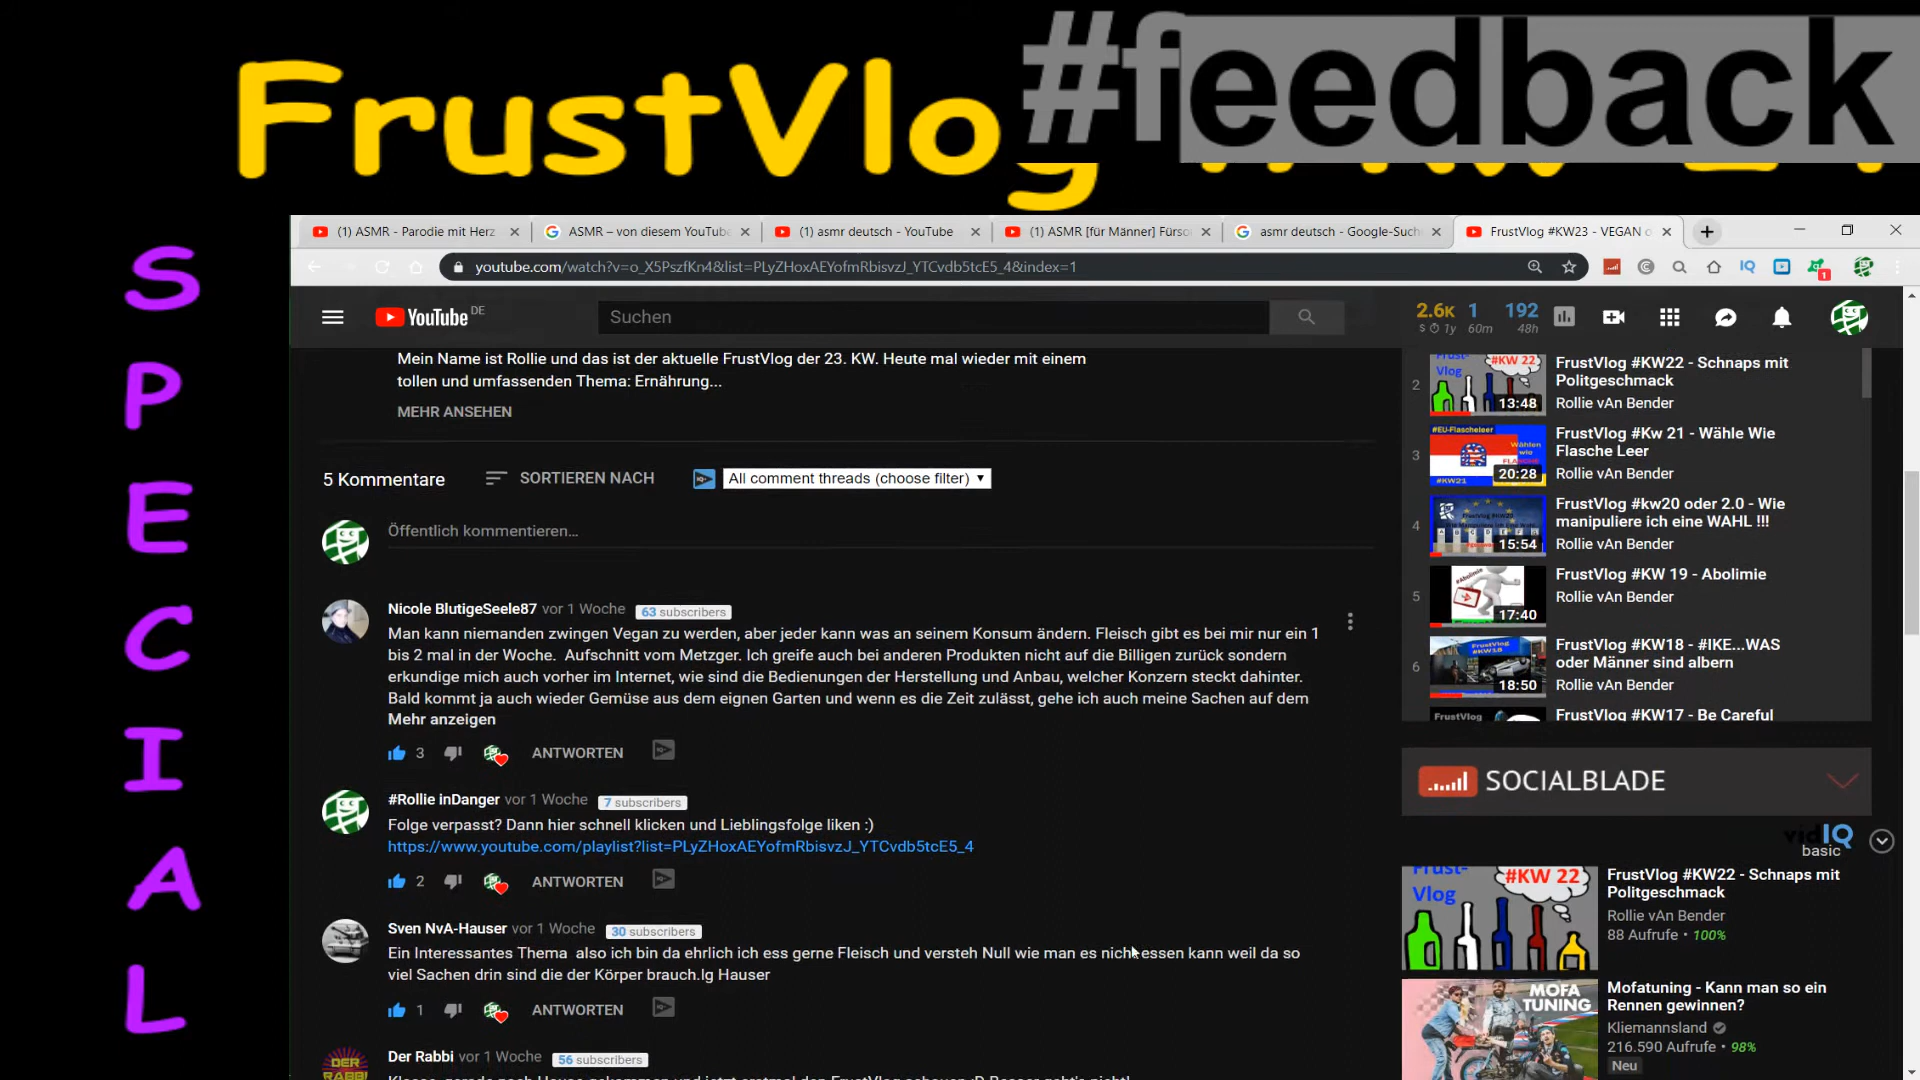 FrustVlog
#feedback
SPECIAL
(1) ASMR - Parodie mit Herz
ASMR – von diesem YouTube
(1) asmr deutsch - YouTube
(1) ASMR [für Männer] Fürso
asmr deutsch - Google-Such
FrustVlog #KW23 - VEGAN o
youtube.com/watch?v=o_X5PszfKn4&list=PLyZHoxAEYofmRbisvzJ_YTCvdb5tcE5_4&index=1
IQ
1
YouTube DE
Suchen
2.6K 1 192
S 1y 60m 48h
Mein Name ist Rollie und das ist der aktuelle FrustVlog der 23. KW. Heute mal wieder mit einem
tollen und umfassenden Thema: Ernährung...
MEHR ANSEHEN
5 Kommentare
SORTIEREN NACH
All comment threads (choose filter)
Öffentlich kommentieren...
Nicole BlutigeSeele87 vor 1 Woche 63 subscribers
Man kann niemanden zwingen Vegan zu werden, aber jeder kann was an seinem Konsum ändern. Fleisch gibt es bei mir nur ein 1
bis 2 mal in der Woche. Aufschnitt vom Metzger. Ich greife auch bei anderen Produkten nicht auf die Billigen zurück sondern
erkundige mich auch vorher im Internet, wie sind die Bedienungen der Herstellung und Anbau, welcher Konzern steckt dahinter.
Bald kommt ja auch wieder Gemüse aus dem eignen Garten und wenn es die Zeit zulässt, gehe ich auch meine Sachen auf dem
Mehr anzeigen
3 ANTWORTEN
#Rollie inDanger vor 1 Woche 7 subscribers
Folge verpasst? Dann hier schnell klicken und Lieblingsfolge liken :)
https://www.youtube.com/playlist?list=PLyZHoxAEYofmRbisvzJ_YTCvdb5tcE5_4
2 ANTWORTEN
Sven NvA-Hauser vor 1 Woche 30 subscribers
Ein Interessantes Thema also ich bin da ehrlich ich ess gerne Fleisch und versteh Null wie man es nicht essen kann weil da so
viel Sachen drin sind die der Körper brauch.lg Hauser
1 ANTWORTEN
DER
Der Rabbi vor 1 Woche 56 subscribers
2
Vlog
#KW 22
13:48
FrustVlog #KW22 - Schnaps mit
Politgeschmack
Rollie vAn Bender
3
#EU-Flascheleer
#KW21
20:28
FrustVlog #Kw 21 - Wähle Wie
Flasche Leer
Rollie vAn Bender
4
15:54
FrustVlog #kw20 oder 2.0 - Wie
manipuliere ich eine WAHL !!!
Rollie vAn Bender
5
#Abolimie
17:40
FrustVlog #KW 19 - Abolimie
Rollie vAn Bender
6
18:50
FrustVlog #KW18 - #IKE...WAS
oder Männer sind albern
Rollie vAn Bender
FrustVlog
FrustVlog #KW17 - Be Careful
SOCIALBLADE
vidIQ
basic
Frust-
Vlog
#KW 22
FrustVlog #KW22 - Schnaps mit
Politgeschmack
Rollie vAn Bender
88 Aufrufe • 100%
MOFA
TUNING
Mofatuning - Kann man so ein
Rennen gewinnen?
Kliemannsland
216.590 Aufrufe • 98%
Neu